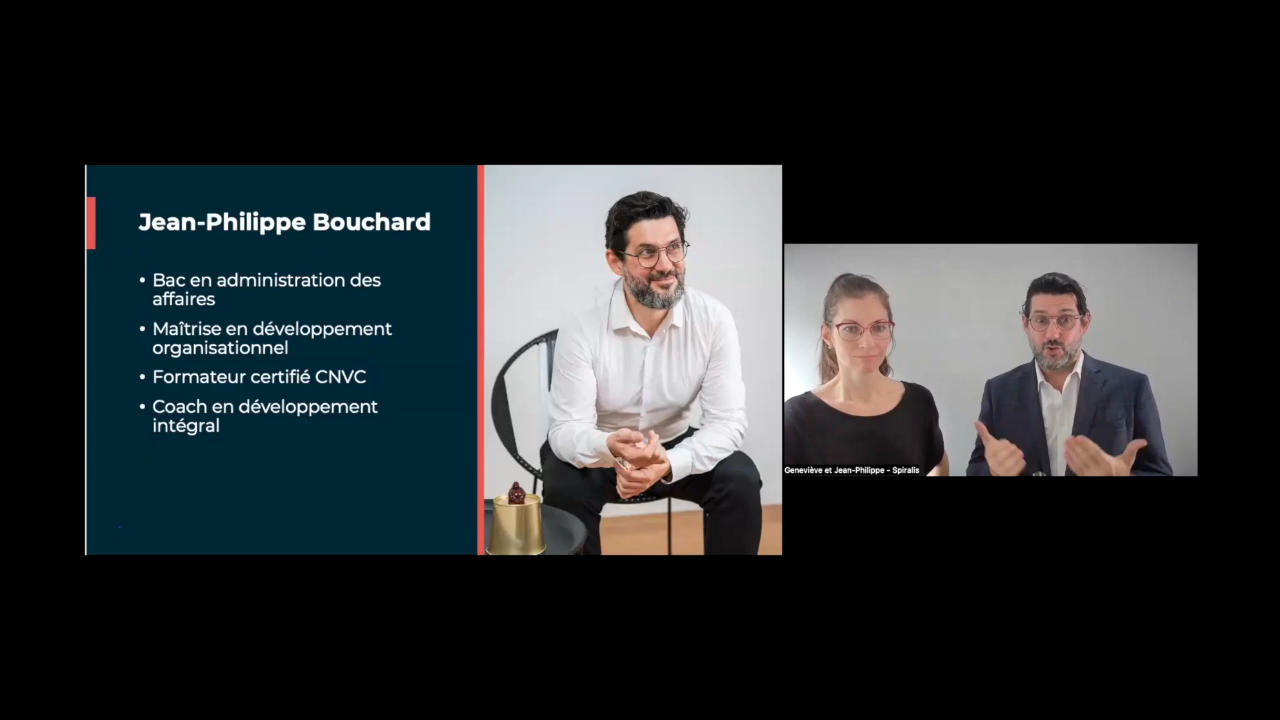 Jean-Philippe Bouchard
• Bac en administration des
affaires
• Maîtrise en développement
organisationnel
• Formateur certifié CNVC
• Coach en développement
intégral
Geneviève et Jean-Philippe - Spiralis